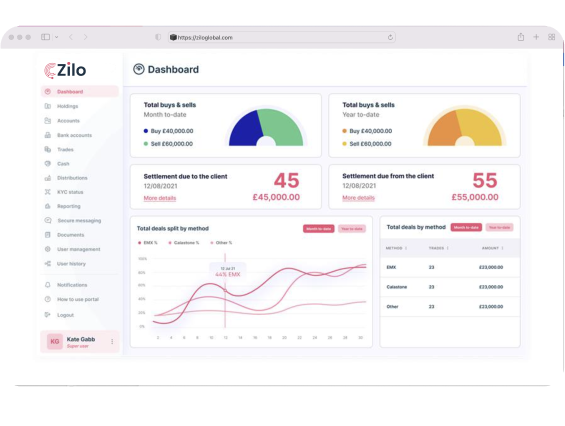 https://ziloglobal.com
Zilo
Dashboard
Holdings
Accounts
Bank accounts
Trades
Cash
Distributions
KYC status
Reporting
Secure messaging
Documents
User management
User history
Notifications
How to use portal
Logout
KG
Kate Gabb
Super user
Dashboard
Total buys & sells
Month to-date
Buy £40,000.00
Sell £60,000.00
Total buys & sells
Year to-date
Buy £40,000.00
Sell £60,000.00
Settlement due to the client
12/08/2021
More details
45
£45,000.00
Settlement due from the client
12/08/2021
More details
55
£55,000.00
Total deals split by method
Month to-date
Year to-date
EMX %
Calastone %
Other %
100%
80%
60%
40%
20%
0%
12 Jul 21
44% EMX
2 4 6 8 10 12 14 16 18 20 22 24 26 28 30
Total deals by method
Month to-date
Year to-date
METHOD
TRADES
AMOUNT
EMX 23 £23,000.00
Calastone 23 £23,000.00
Other 23 £23,000.00